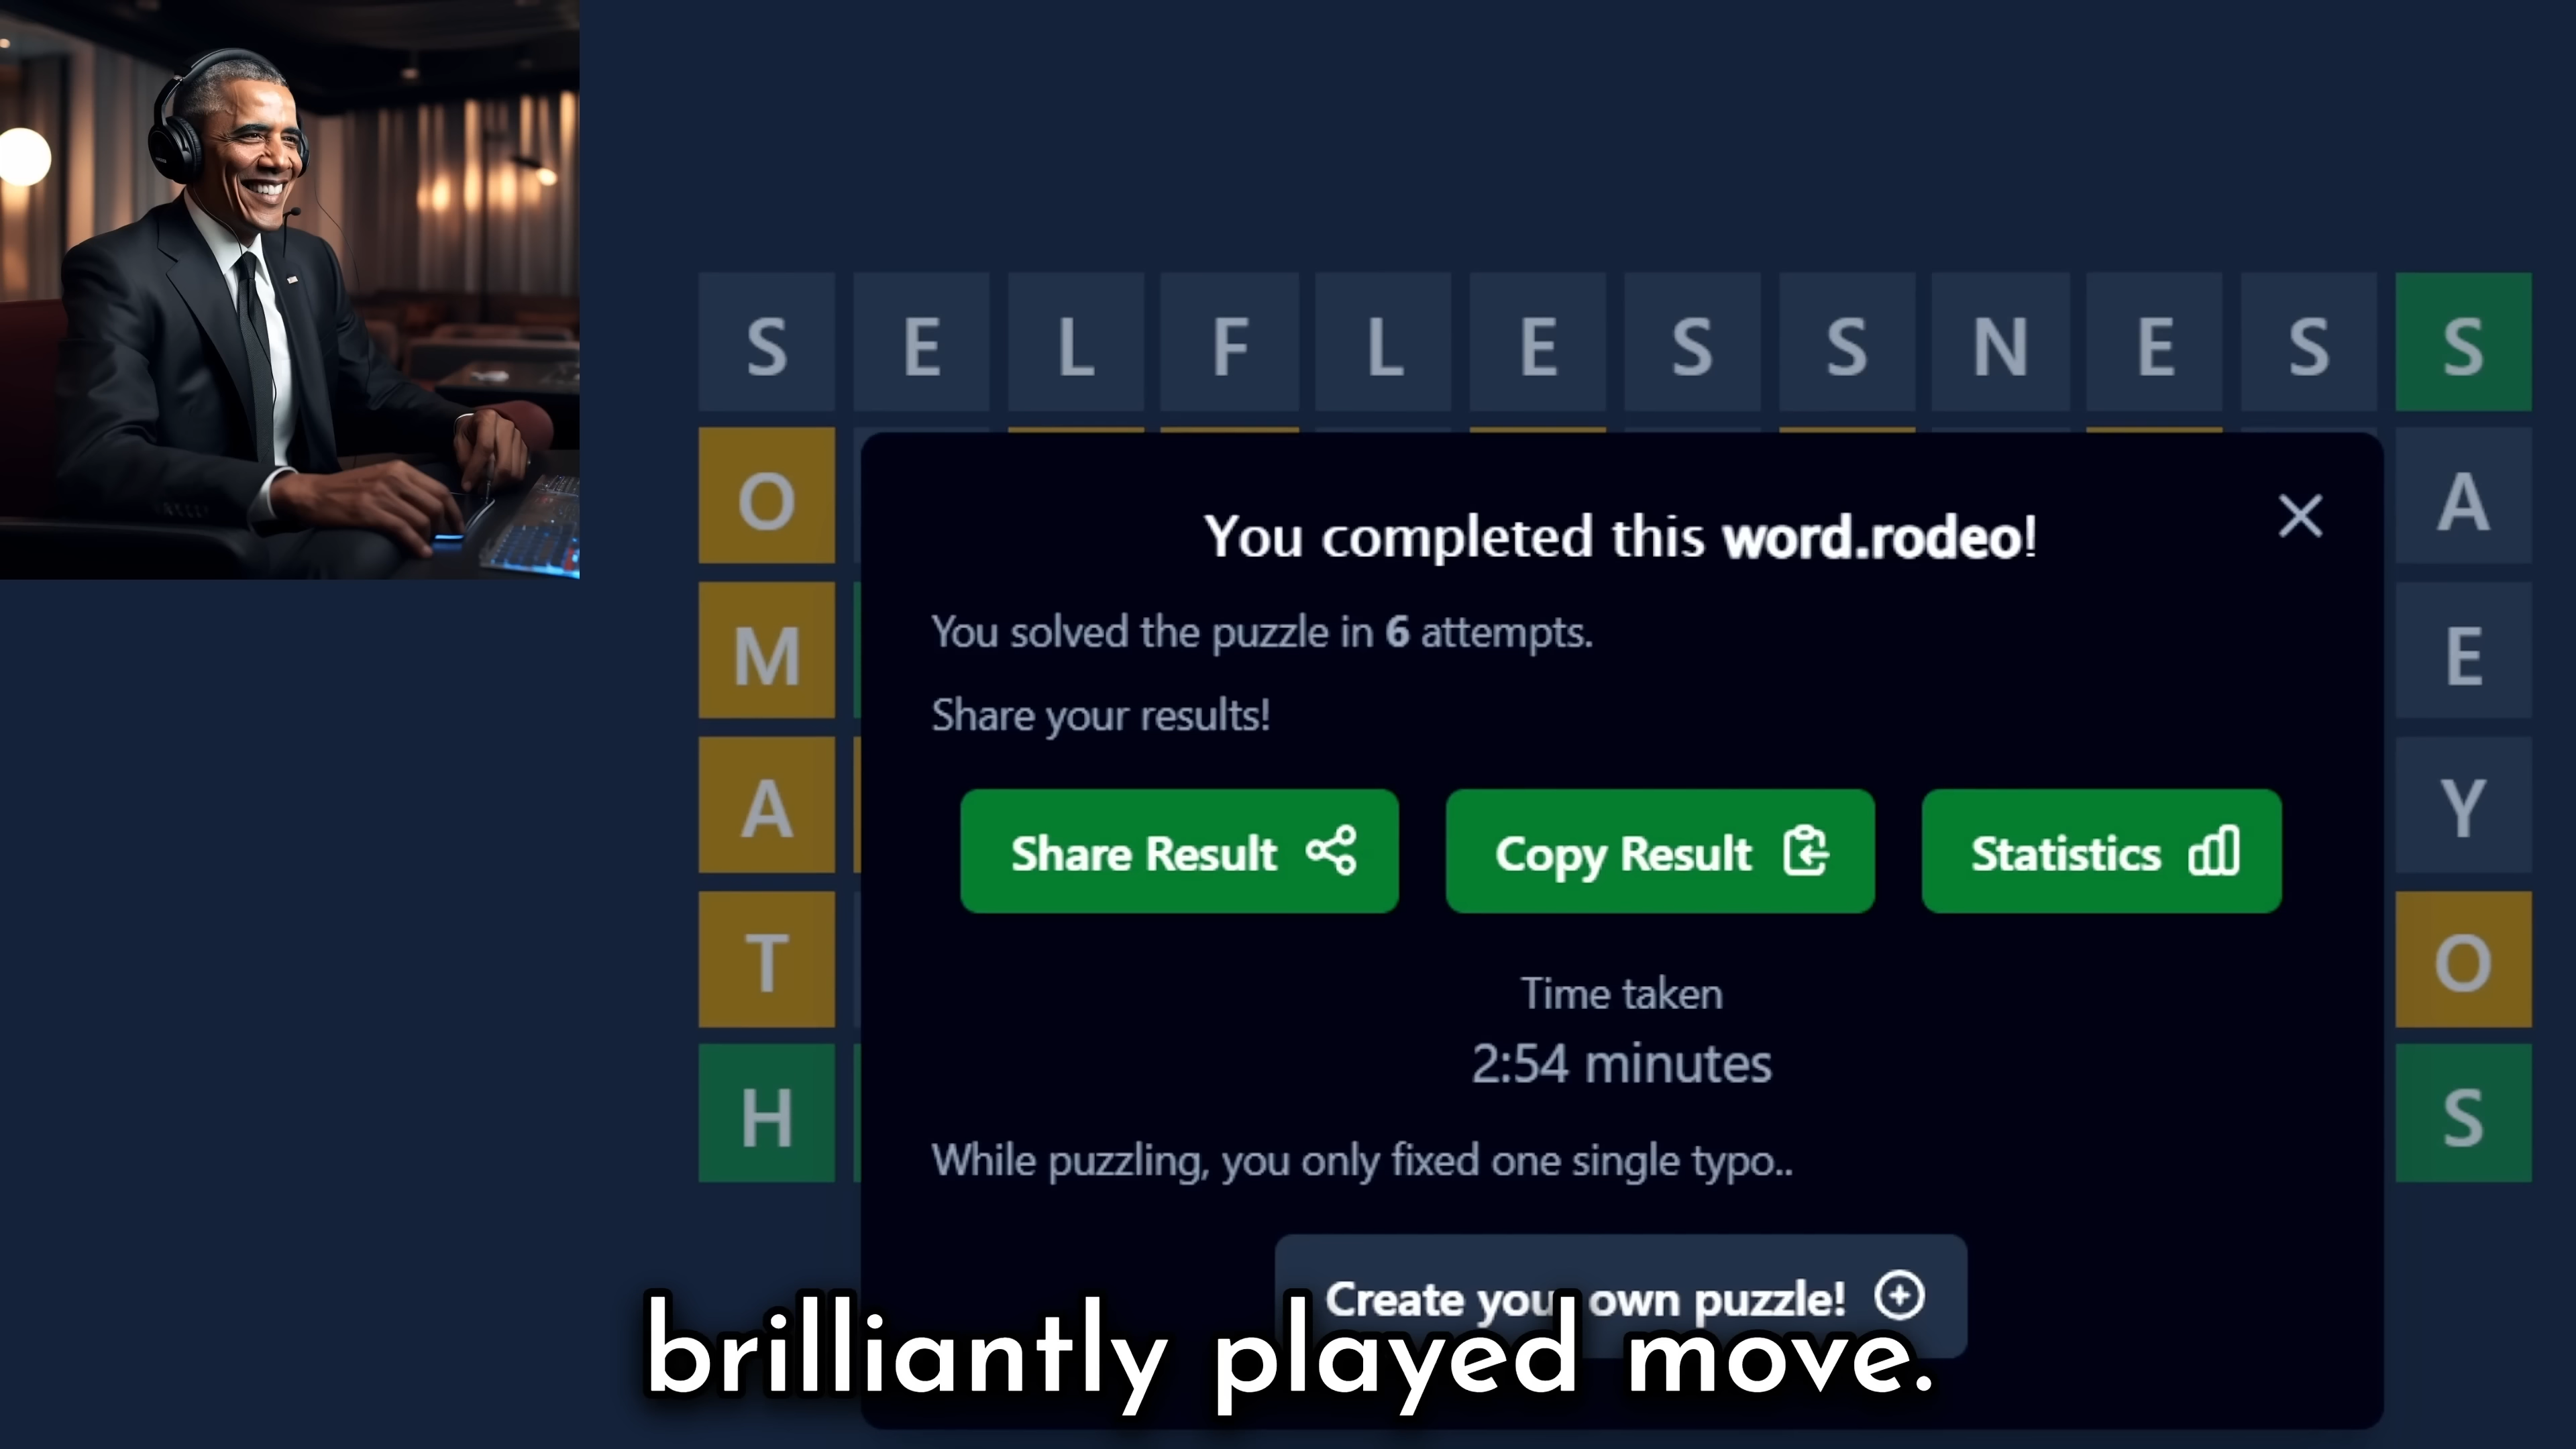 S E L F L E S S N E S S
O A
M E
A Y
T O
H S
You completed this word.rodeo!
You solved the puzzle in 6 attempts.
Share your results!
Share Result Copy Result Statistics
Time taken
2:54 minutes
While puzzling, you only fixed one single typo..
Create you own puzzle!
brilliantly played move.